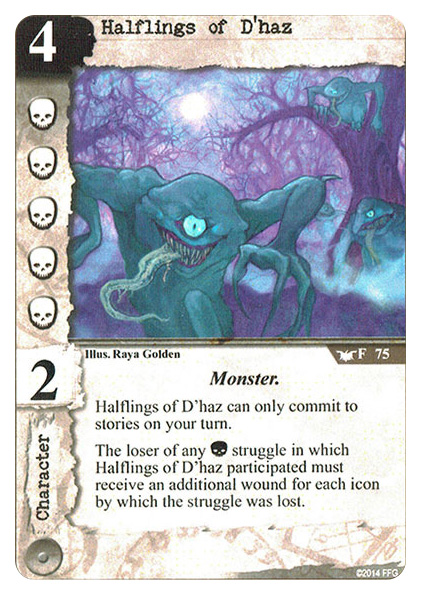 4
Halflings of D'haz
Illus. Raya Golden
F 75
2
Monster.
Halflings of D'haz can only commit to
stories on your turn.
The loser of any struggle in which
Halflings of D'haz participated must
receive an additional wound for each icon
by which the struggle was lost.
Character
©2014 FFG